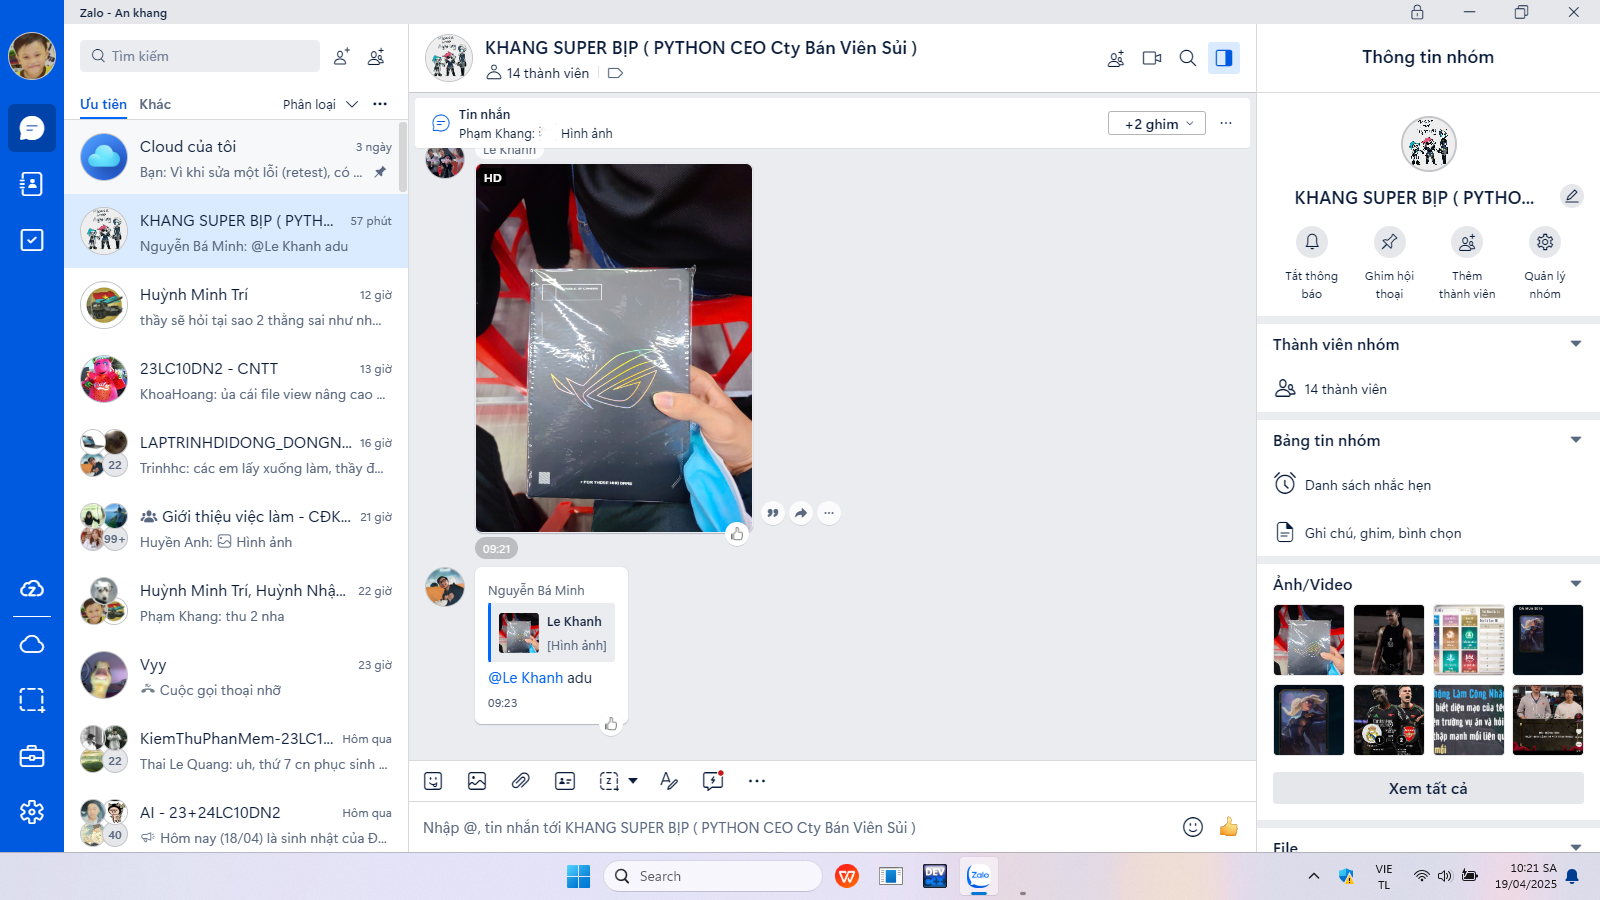 Zalo - An khang
Tìm kiếm
Ưu tiên
Khác
Phân loại
Cloud của tôi
3 ngày
Bạn: Vì khi sửa một lỗi (retest), có ...
KHANG SUPER BỊP ( PYTH...
57 phút
Nguyễn Bá Minh: @Le Khanh adu
Huỳnh Minh Trí
12 giờ
thầy sẽ hỏi tại sao 2 thằng sai như nh...
23LC10DN2 - CNTT
13 giờ
KhoaHoang: ủa cái file view nâng cao ...
LAPTRINHDIDONG_DONGN...
16 giờ
22
Trinhhc: các em lấy xuống làm, thầy đ...
Giới thiệu việc làm - CĐK...
21 giờ
99+
Huyền Anh: Hình ảnh
Huỳnh Minh Trí, Huỳnh Nhậ...
22 giờ
Phạm Khang: thu 2 nha
Vyy
23 giờ
Cuộc gọi thoại nhỡ
KiemThuPhanMem-23LC1...
Hôm qua
22
Thai Le Quang: uh, thứ 7 cn phục sinh ...
AI - 23+24LC10DN2
Hôm qua
40
Hôm nay (18/04) là sinh nhật của Đ...
KHANG SUPER BỊP ( PYTHON CEO Cty Bán Viên Sủi )
14 thành viên
Tin nhắn
Phạm Khang: Hình ảnh
+2 ghim
Le Khanh
HD
09:21
Nguyễn Bá Minh
Le Khanh
[Hình ảnh]
@Le Khanh adu
09:23
Nhập @, tin nhắn tới KHANG SUPER BỊP ( PYTHON CEO Cty Bán Viên Sủi )
Thông tin nhóm
KHANG SUPER BỊP ( PYTHO...
Tắt thông báo
Ghim hội thoại
Thêm thành viên
Quản lý nhóm
Thành viên nhóm
14 thành viên
Bảng tin nhóm
Danh sách nhắc hẹn
Ghi chú, ghim, bình chọn
Ảnh/Video
Xem tất cả
File
Search
DEV
Zalo
VIE
TL
10:21 SA
19/04/2025